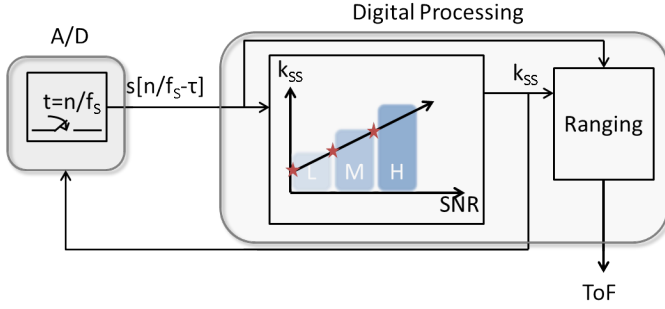 Digital Processing
A/D
t=n/fS
s[n/fS-τ]
kSS
L
M
H
SNR
kSS
Ranging
ToF